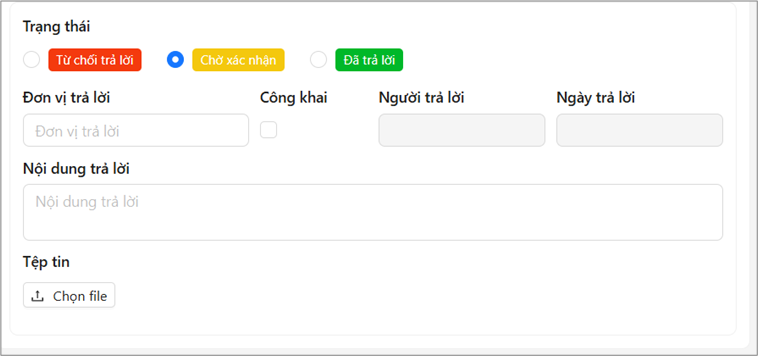 Trạng thái
Từ chối trả lời Chờ xác nhận Đã trả lời
Đơn vị trả lời Công khai Người trả lời Ngày trả lời
Đơn vị trả lời
Nội dung trả lời
Nội dung trả lời
Tệp tin
Chọn file